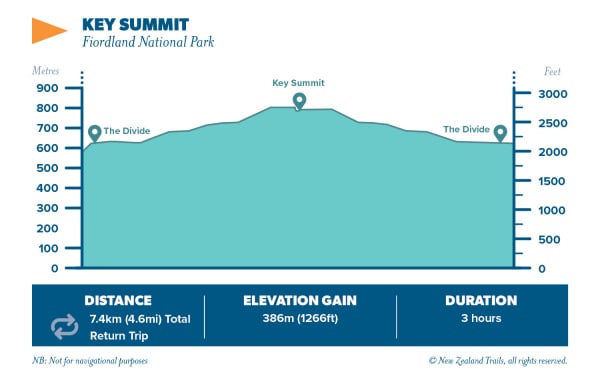 KEY SUMMIT
Fiordland National Park
Metres
Feet
Key Summit
The Divide
The Divide
900
800
700
600
500
400
300
200
100
0
3000
2500
2000
1500
1000
500
0
DISTANCE
7.4km (4.6mi) Total
Return Trip
ELEVATION GAIN
386m (1266ft)
DURATION
3 hours
NB: Not for navigational purposes
© New Zealand Trails, all rights reserved.